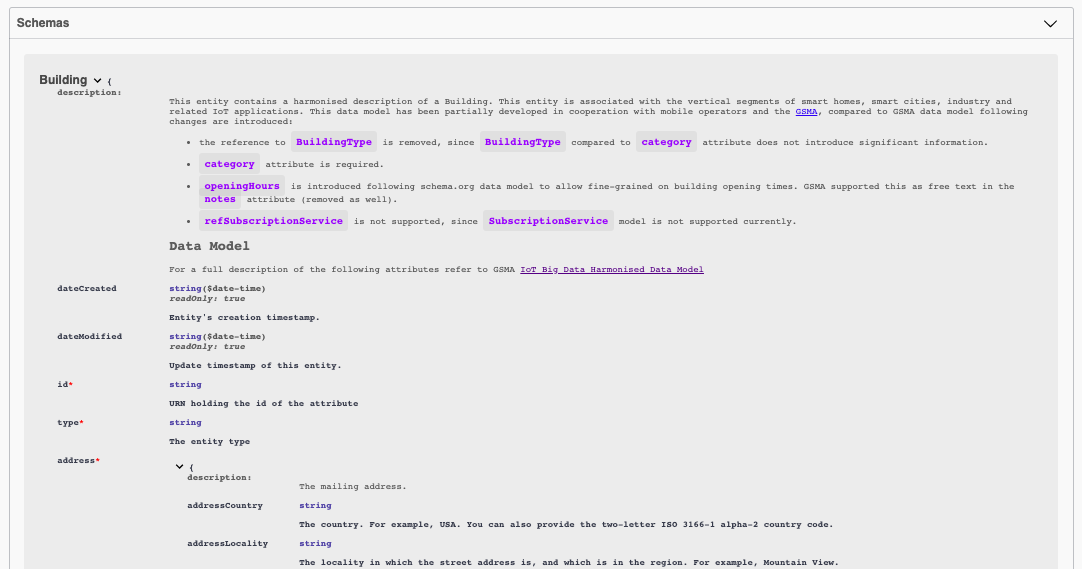 Schemas
Building {
description:
This entity contains a harmonised description of a Building. This entity is associated with the vertical segments of smart homes, smart cities, industry and
related IoT applications. This data model has been partially developed in cooperation with mobile operators and the GSMA, compared to GSMA data model following
changes are introduced:
• the reference to BuildingType is removed, since BuildingType compared to category attribute does not introduce significant information.
• category attribute is required.
• openingHours is introduced following schema.org data model to allow fine-grained on building opening times. GSMA supported this as free text in the
notes attribute (removed as well).
• refSubscriptionService is not supported, since SubscriptionService model is not supported currently.
Data Model
For a full description of the following attributes refer to GSMA IoT Big Data Harmonised Data Model
dateCreated string($date-time)
readOnly: true
Entity's creation timestamp.
dateModified string($date-time)
readOnly: true
Update timestamp of this entity.
id* string
URN holding the id of the attribute
type* string
The entity type
address* {
description:
The mailing address.
addressCountry string
The country. For example, USA. You can also provide the two-letter ISO 3166-1 alpha-2 country code.
addressLocality string
The locality in which the street address is, and which is in the region. For example, Mountain View.